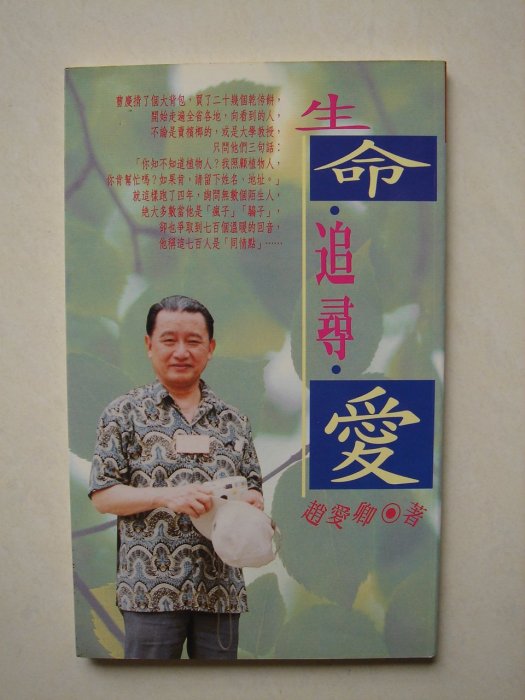 曹慶揹了個大背包，買了二十幾個乾侉餅，
開始走遍全省各地，向看到的人，
不論是賣檳榔的，或是大學教授，
只問他們三句話：
「你知不知道植物人？我照顧植物人，
你肯幫忙嗎？如果肯，請留下姓名、地址。」
就這樣跑了四年，詢問無數個陌生人，
絶大多數當他是「瘋子」「騙子」，
卻也爭取到七百個溫暖的回音，
他稱這七百人是「同情點」……
生命・追尋・愛
趙愛卿◉著